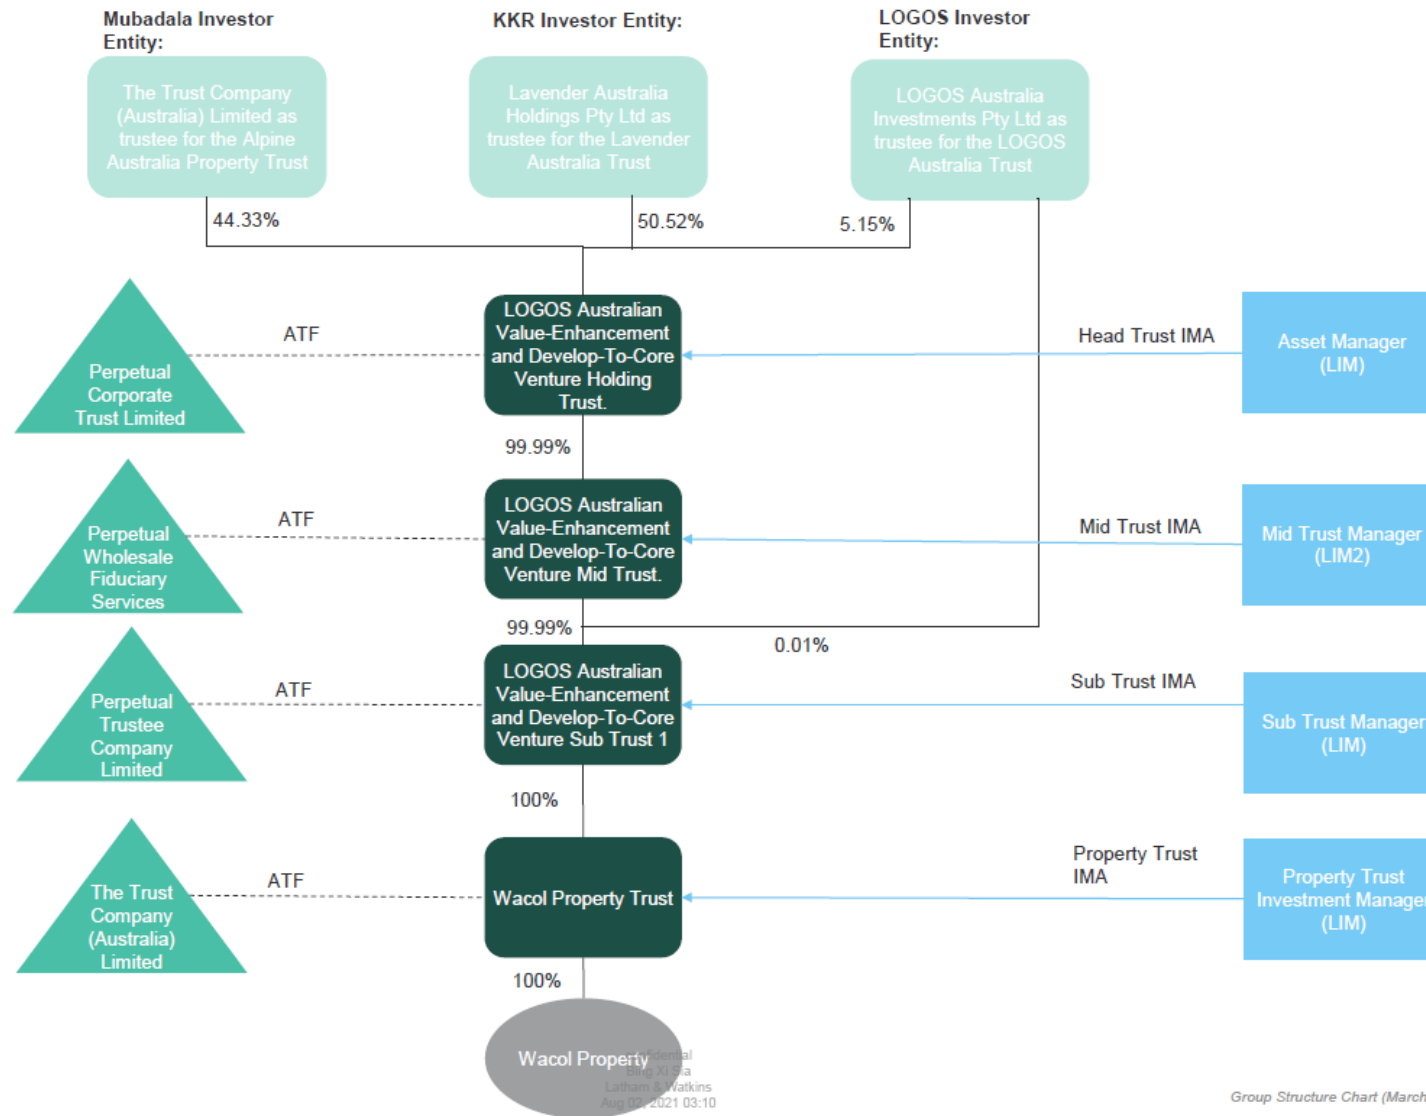 Mubadala Investor
Entity:
KKR Investor Entity:
LOGOS Investor
Entity:
The Trust Company
(Australia) Limited as
trustee for the Alpine
Australia Property Trust
Lavender Australia
Holdings Pty Ltd as
trustee for the Lavender
Australia Trust
LOGOS Australia
Investments Pty Ltd as
trustee for the LOGOS
Australia Trust
44.33%
50.52%
5.15%
Perpetual
Corporate
Trust Limited
ATF
LOGOS Australian
Value-Enhancement
and Develop-To-Core
Venture Holding
Trust.
Head Trust IMA
Asset Manager
(LIM)
99.99%
Perpetual
Wholesale
Fiduciary
Services
ATF
LOGOS Australian
Value-Enhancement
and Develop-To-Core
Venture Mid Trust.
Mid Trust IMA
Mid Trust Manager
(LIM2)
99.99%
0.01%
Perpetual
Trustee
Company
Limited
ATF
LOGOS Australian
Value-Enhancement
and Develop-To-Core
Venture Sub Trust 1
Sub Trust IMA
Sub Trust Manager
(LIM)
100%
The Trust
Company
(Australia)
Limited
ATF
Wacol Property Trust
Property Trust
IMA
Property Trust
Investment Manager
(LIM)
100%
Wacol Property
Confidential
Bing Xi Sia
Latham & Watkins
Aug 02, 2021 03:10
Group Structure Chart (March